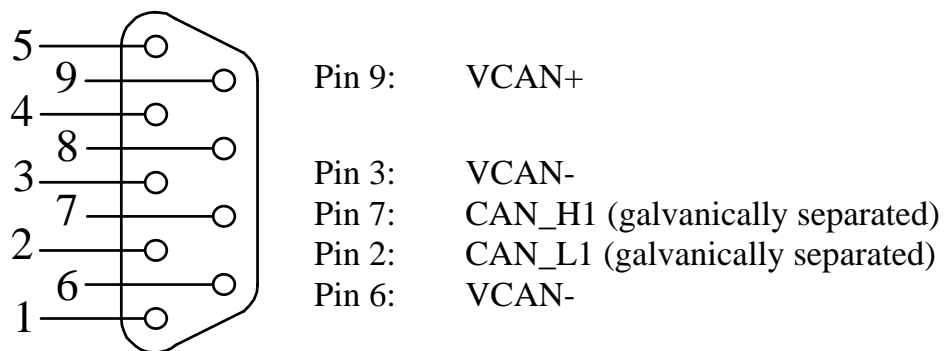 5
9
Pin 9: VCAN+
4
8
3
Pin 3: VCAN-
7
Pin 7: CAN_H1 (galvanically separated)
2
Pin 2: CAN_L1 (galvanically separated)
6
Pin 6: VCAN-
1